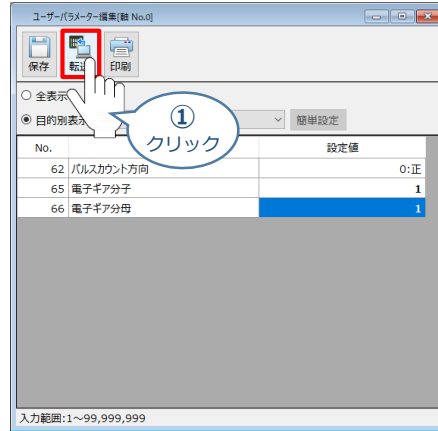 ユーザーパラメーター編集[軸 No.0]
保存 転送 印刷
全表示
目的別表示
簡単設定
①
クリック
No. 設定値
62 パルスカウント方向 0:正
65 電子ギア分子 1
66 電子ギア分母 1
入力範囲:1～99,999,999